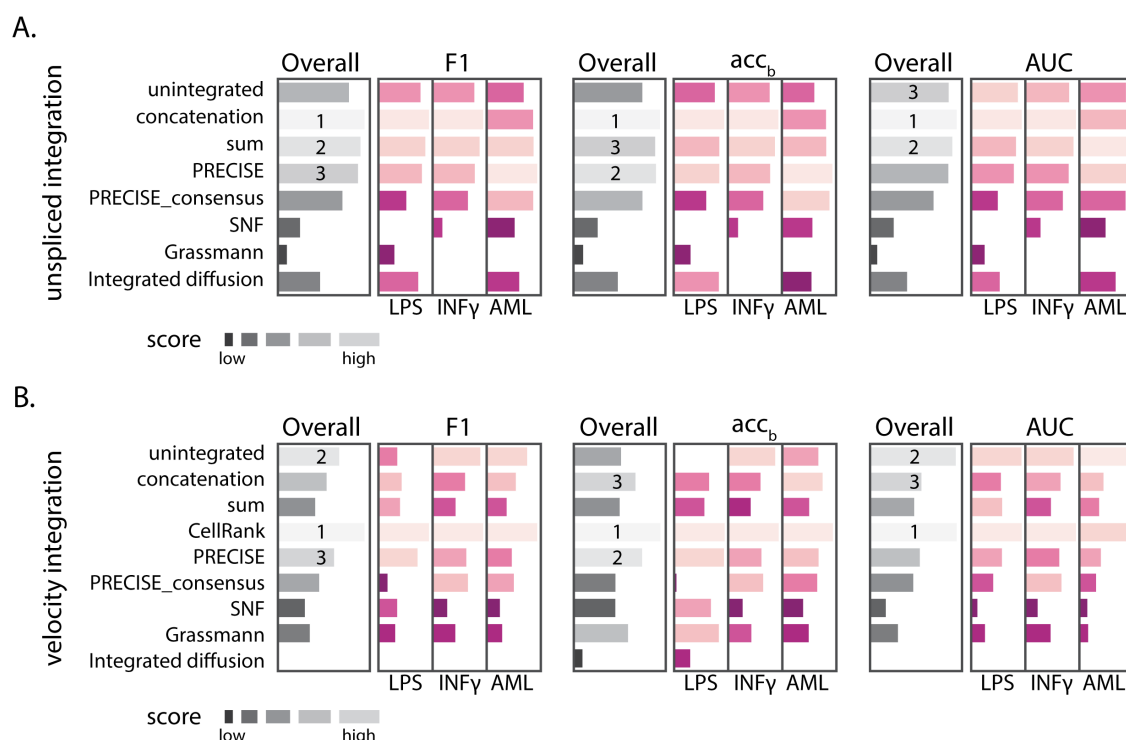 A.
Overall F1 Overall acc_b Overall AUC
unspliced integration
unintegrated 3
concatenation 1 1 1
sum 2 3 2
PRECISE 3 2
PRECISE_consensus
SNF
Grassmann
Integrated diffusion
LPS INFγ AML LPS INFγ AML LPS INFγ AML
score
low high
B.
Overall F1 Overall acc_b Overall AUC
velocity integration
unintegrated 2 2
concatenation 3 3
sum
CellRank 1 1 1
PRECISE 3 2
PRECISE_consensus
SNF
Grassmann
Integrated diffusion
LPS INFγ AML LPS INFγ AML LPS INFγ AML
score
low high